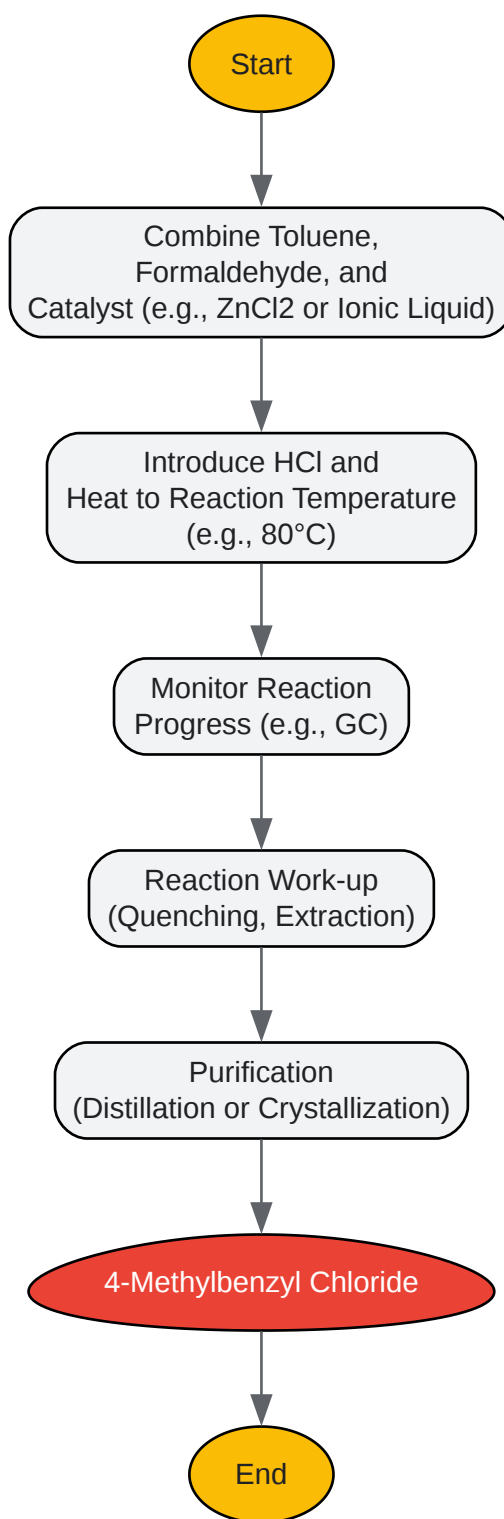 Start
Combine Toluene,
Formaldehyde, and
Catalyst (e.g., ZnCl2 or Ionic Liquid)
Introduce HCl and
Heat to Reaction Temperature
(e.g., 80°C)
Monitor Reaction
Progress (e.g., GC)
Reaction Work-up
(Quenching, Extraction)
Purification
(Distillation or Crystallization)
4-Methylbenzyl Chloride
End